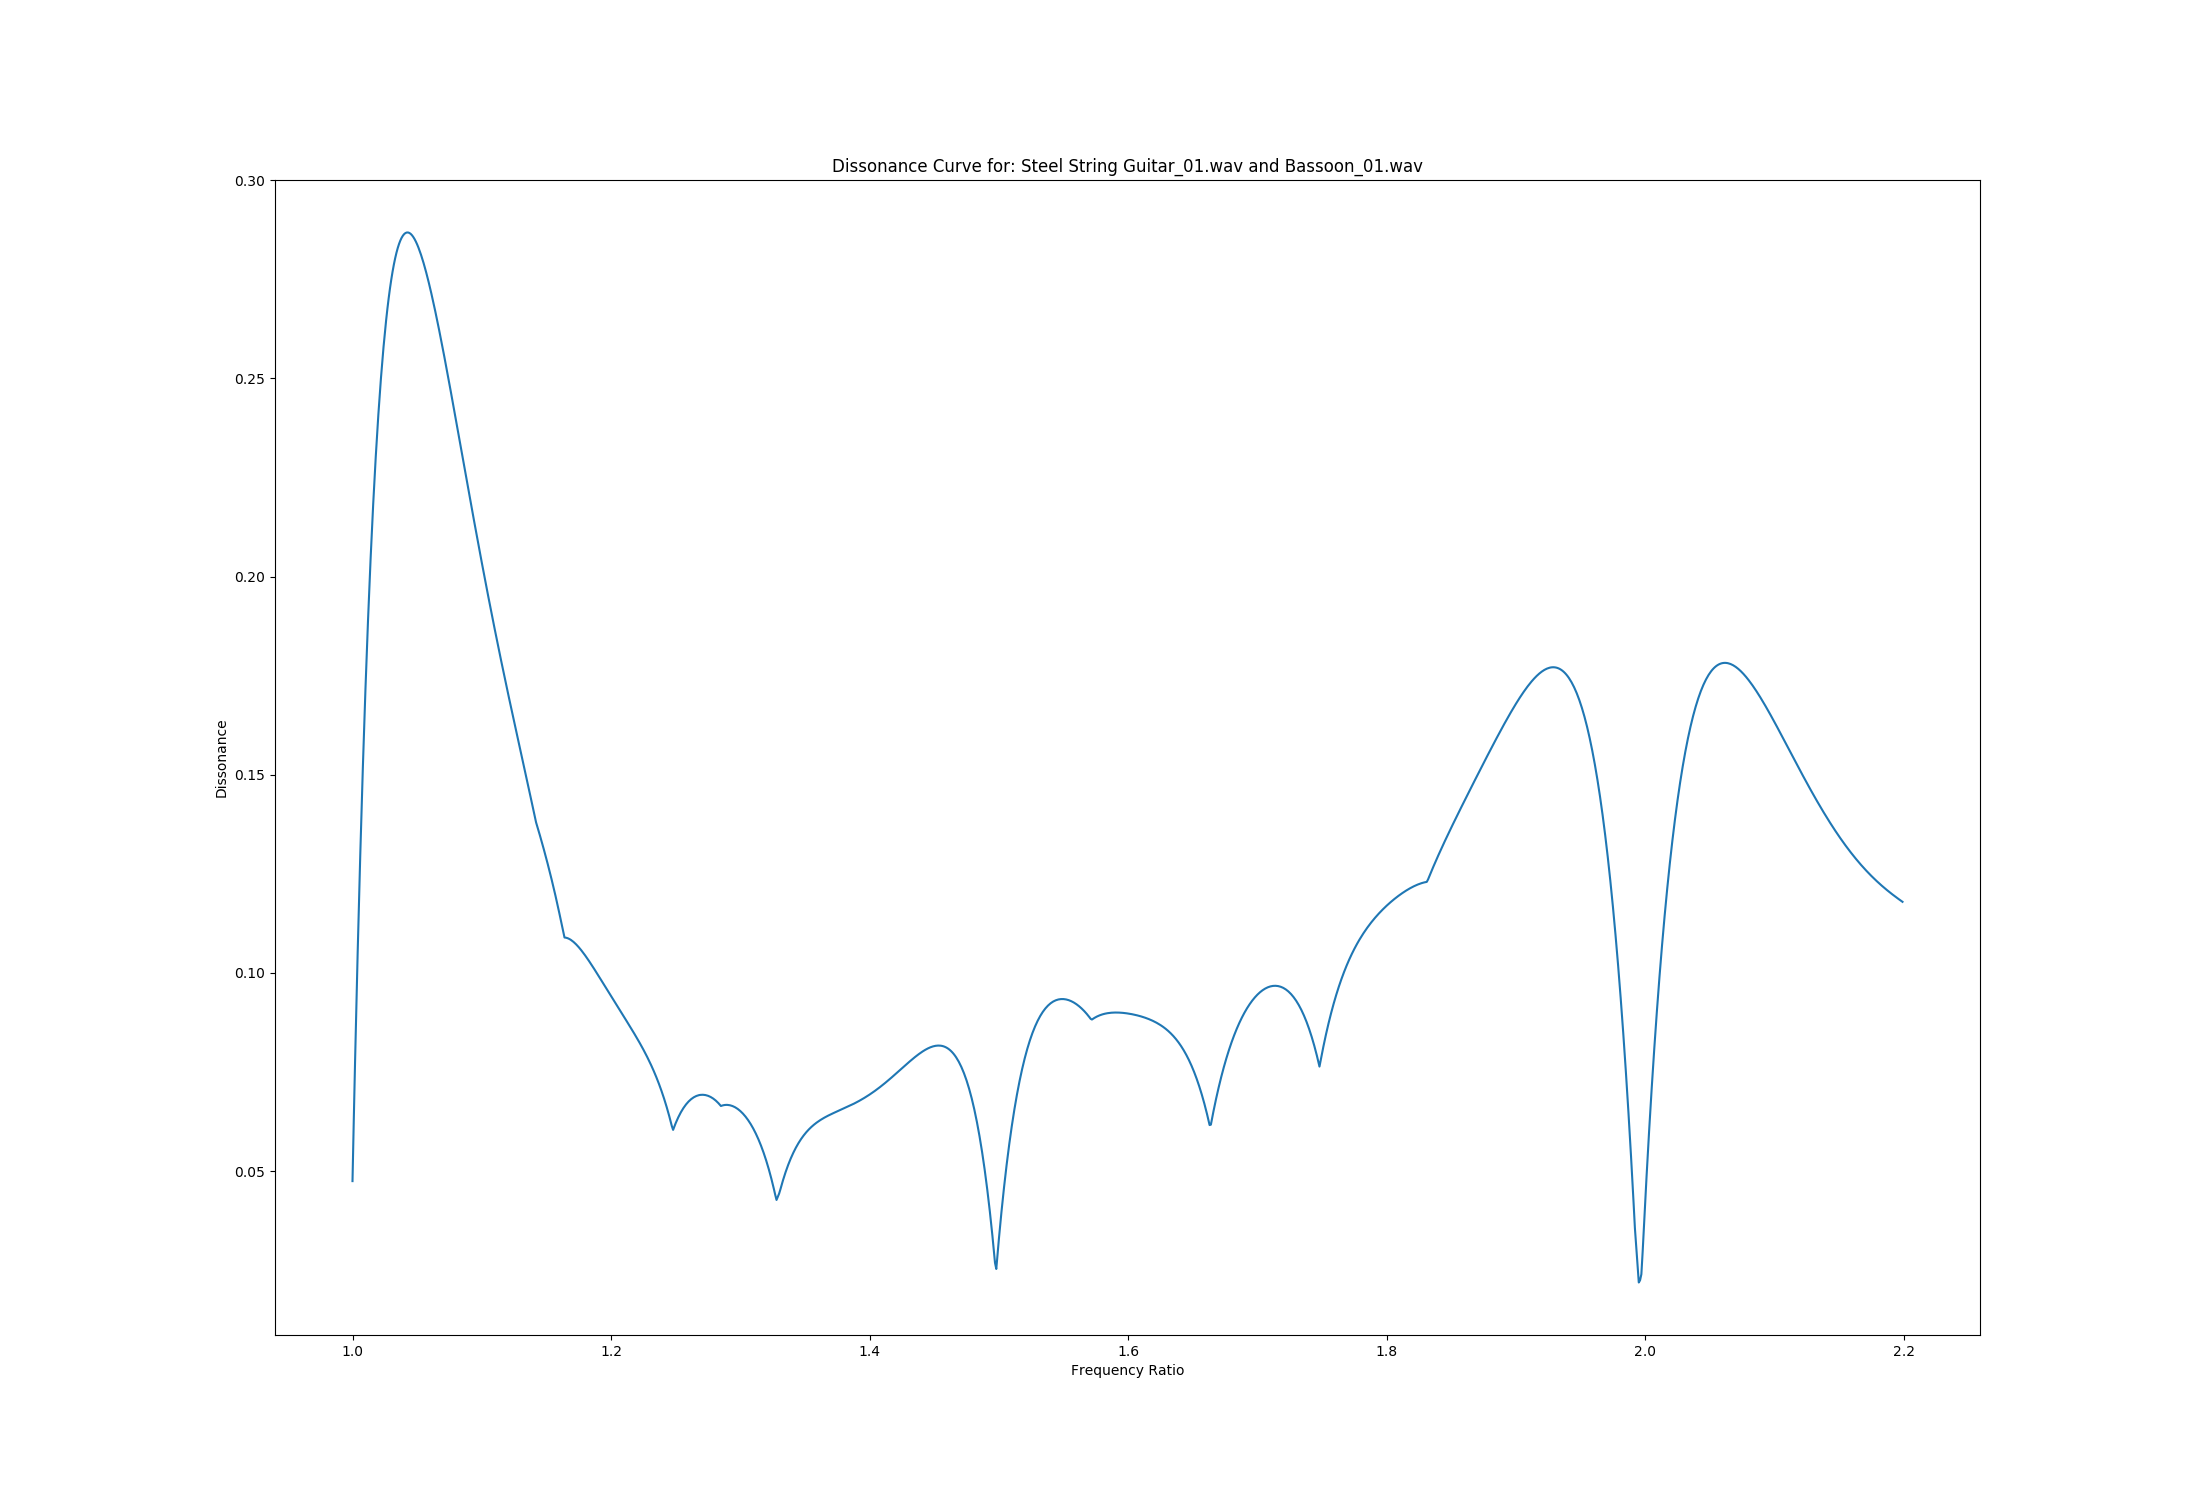 Dissonance Curve for: Steel String Guitar_01.wav and Bassoon_01.wav
0.30
0.25
0.20
0.15
0.10
0.05
Dissonance
1.0 1.2 1.4 1.6 1.8 2.0 2.2
Frequency Ratio